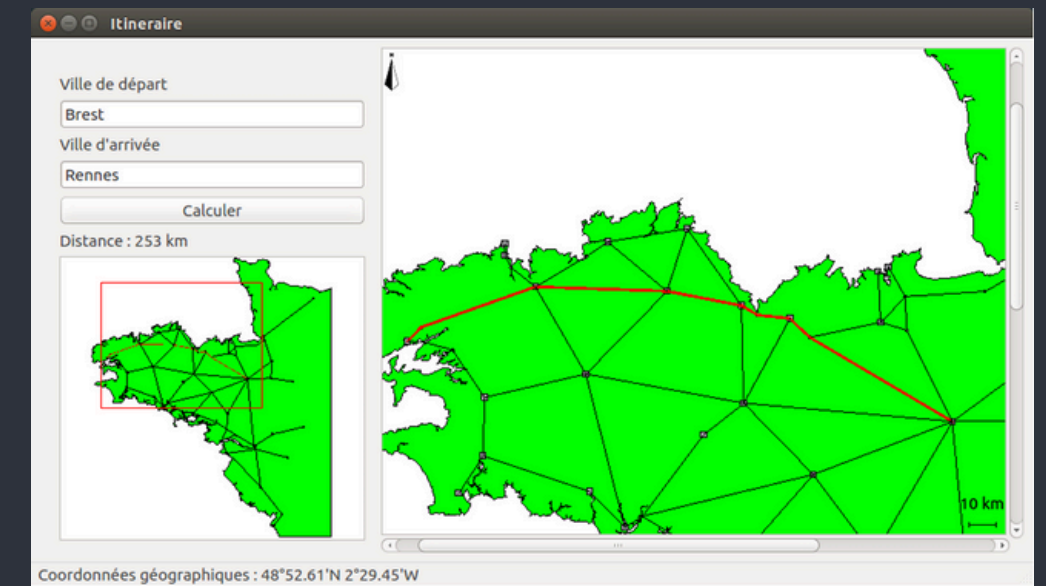 Itineraire
Ville de départ
Brest
Ville d'arrivée
Rennes
Calculer
Distance : 253 km
10 km
Coordonnées géographiques : 48°52.61'N 2°29.45'W